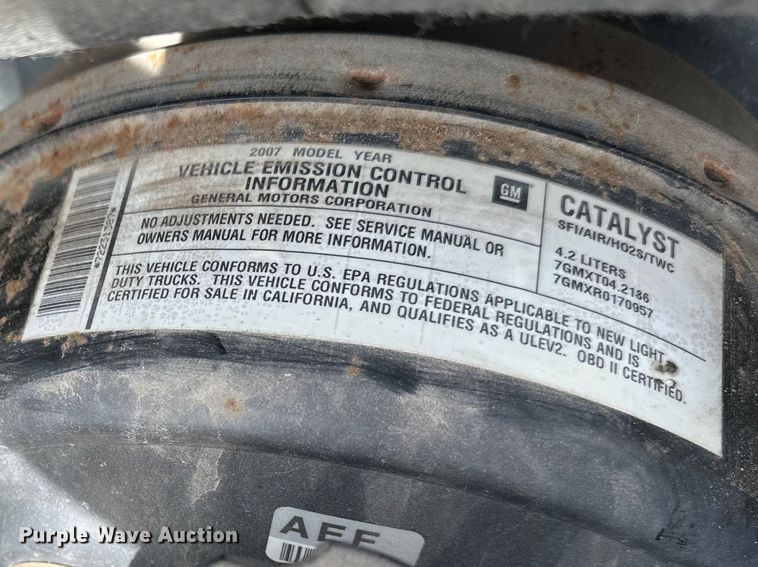 2007 MODEL YEAR
VEHICLE EMISSION CONTROL
INFORMATION
GENERAL MOTORS CORPORATION
GM
NO ADJUSTMENTS NEEDED. SEE SERVICE MANUAL OR
OWNERS MANUAL FOR MORE INFORMATION.
THIS VEHICLE CONFORMS TO U.S. EPA REGULATIONS APPLICABLE TO NEW LIGHT
DUTY TRUCKS. THIS VEHICLE CONFORMS TO FEDERAL REGULATIONS AND IS
CERTIFIED FOR SALE IN CALIFORNIA, AND QUALIFIES AS A ULEV2. OBD II CERTIFIED.
CATALYST
SFI/AIR/HO2S/TWC
4.2 LITERS
7GMXT04.2186
7GMXR0170957
Purple Wave Auction